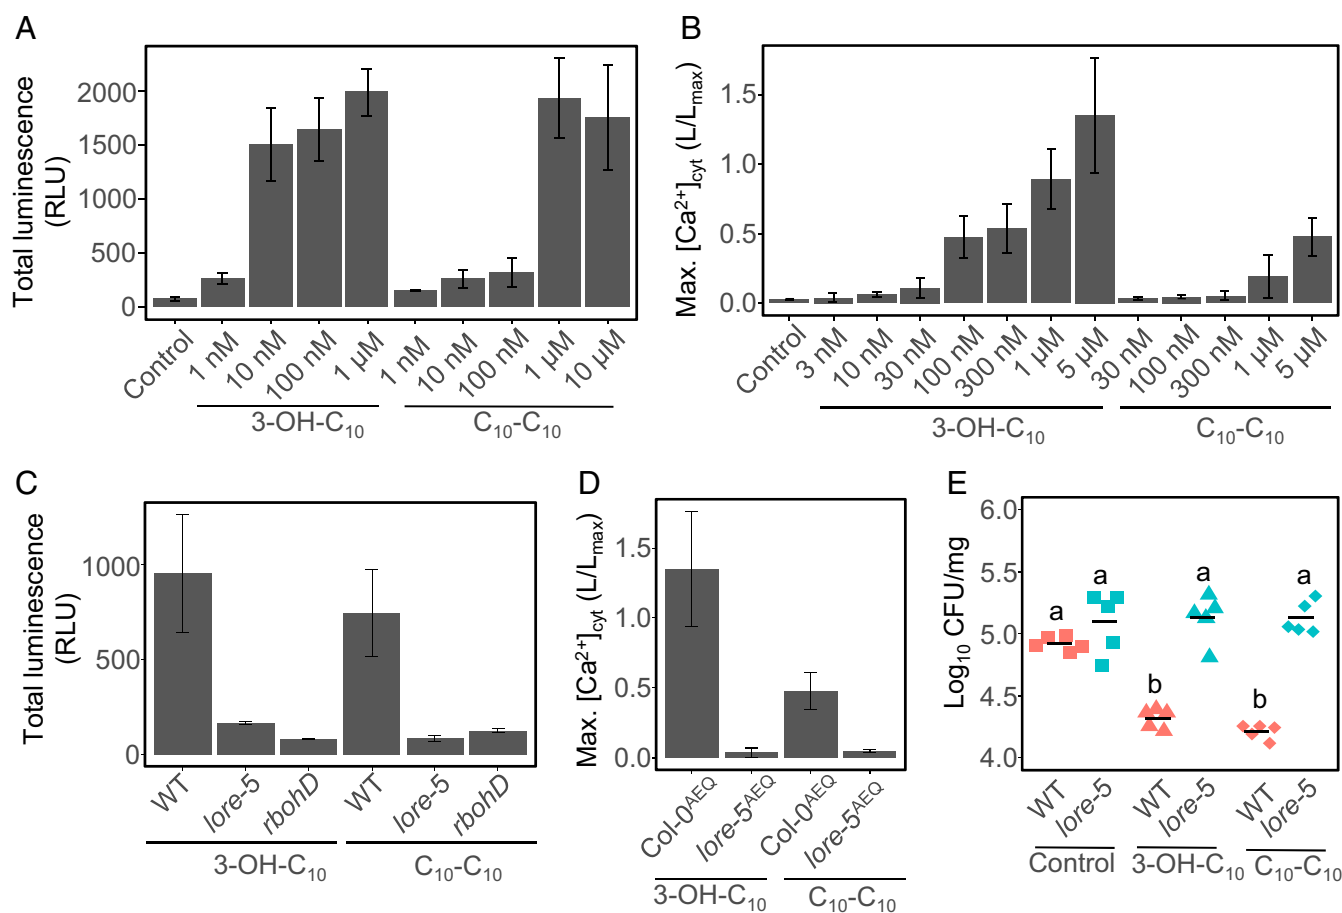 A
Total luminescence
(RLU)
2000
1500
1000
500
0
Control
1 nM
10 nM
100 nM
1 µM
1 nM
10 nM
100 nM
1 µM
10 µM
3-OH-C₁₀
C₁₀-C₁₀
B
Max. [Ca²⁺]cyt (L/Lmax)
1.5
1.0
0.5
0.0
Control
3 nM
10 nM
30 nM
100 nM
300 nM
1 µM
5 µM
30 nM
100 nM
300 nM
1 µM
5 µM
3-OH-C₁₀
C₁₀-C₁₀
C
Total luminescence
(RLU)
1000
500
0
WT
lore-5
rbohD
WT
lore-5
rbohD
3-OH-C₁₀
C₁₀-C₁₀
D
Max. [Ca²⁺]cyt (L/Lmax)
1.5
1.0
0.5
0.0
Col-0ᴬᴱQ
lore-5ᴬᴱQ
Col-0ᴬᴱQ
lore-5ᴬᴱQ
3-OH-C₁₀
C₁₀-C₁₀
E
Log₁₀ CFU/mg
6.0
5.5
5.0
4.5
4.0
a
a
b
a
b
a
WT
lore-5
WT
lore-5
WT
lore-5
Control
3-OH-C₁₀
C₁₀-C₁₀